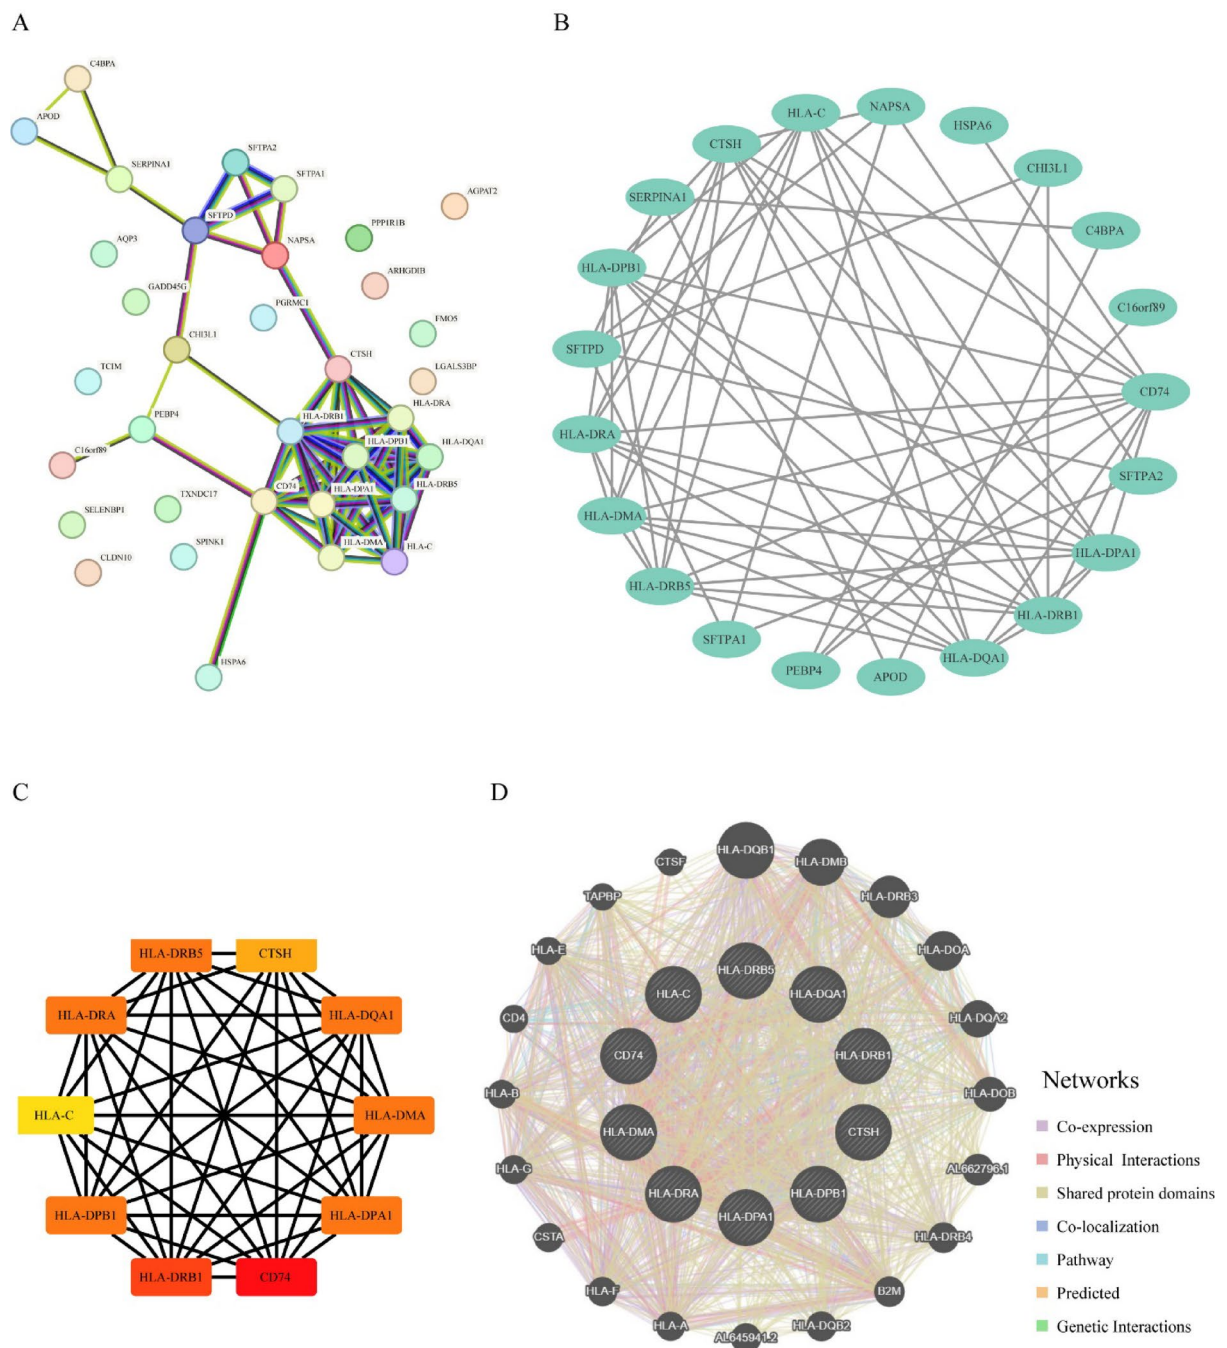 A
C4BPA
APOD
SERPINA1
SFTPA2
SFTPA1
AGPAT2
SFTPD
PPP1R1B
NAPSA
AQP3
ARHGDIB
GADD45G
PGRMC1
FMO5
CHI3L1
CTSH
LGALS3BP
TCIM
HLA-DRA
PEBP4
HLA-DRB1
HLA-DPB1
HLA-DQA1
C16orf89
CD74
HLA-DPA1
HLA-DRB5
TXNDC17
SELENBP1
SPINK1
HLA-DMA
HLA-C
CLDN10
HSPA6
B
HLA-C
NAPSA
HSPA6
CTSH
CHI3L1
SERPINA1
C4BPA
HLA-DPB1
C16orf89
SFTPD
CD74
HLA-DRA
SFTPA2
HLA-DMA
HLA-DPA1
HLA-DRB5
HLA-DRB1
SFTPA1
HLA-DQA1
PEBP4
APOD
C
HLA-DRB5
CTSH
HLA-DRA
HLA-DQA1
HLA-C
HLA-DMA
HLA-DPB1
HLA-DPA1
HLA-DRB1
CD74
D
HLA-DQB1
CTSF
HLA-DMB
TAPBP
HLA-DRB3
HLA-E
HLA-DOA
HLA-DRB5
HLA-C
HLA-DQA1
CD4
HLA-DQA2
CD74
HLA-DRB1
HLA-B
HLA-DOB
HLA-DMA
CTSH
HLA-G
AL662796.1
HLA-DRA
HLA-DPB1
HLA-DPA1
CSTA
HLA-DRB4
HLA-F
B2M
HLA-A
HLA-DQB2
AL645941.2
Networks
Co-expression
Physical Interactions
Shared protein domains
Co-localization
Pathway
Predicted
Genetic Interactions